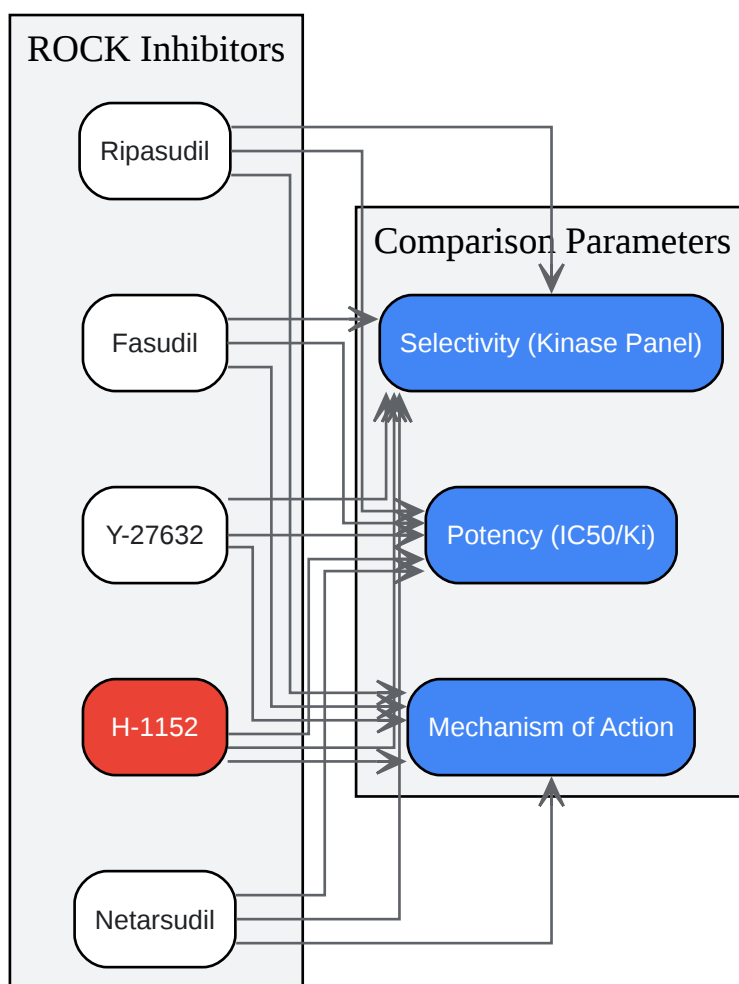 ROCK Inhibitors
Ripasudil
Fasudil
Y-27632
H-1152
Netarsudil
Comparison Parameters
Selectivity (Kinase Panel)
Potency (IC50/Ki)
Mechanism of Action